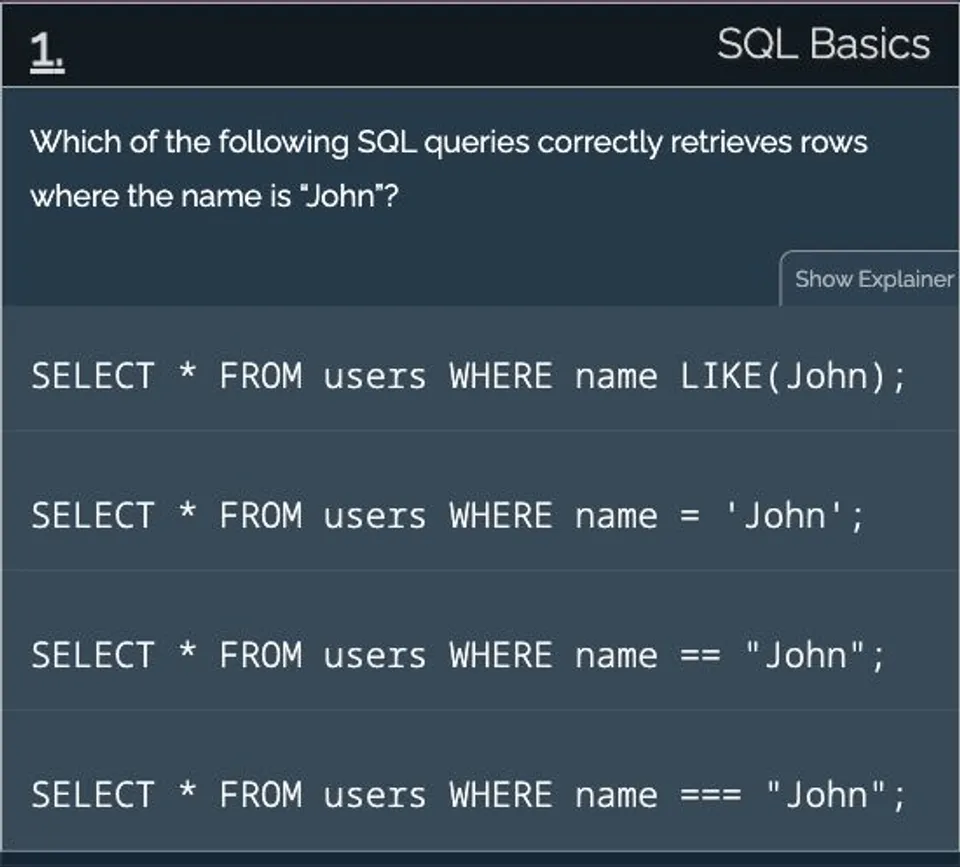 1.
SQL Basics
Which of the following SQL queries correctly retrieves rows
where the name is “John”?
Show Explainer
SELECT * FROM users WHERE name LIKE(John);
SELECT * FROM users WHERE name = 'John';
SELECT * FROM users WHERE name == "John";
SELECT * FROM users WHERE name === "John";